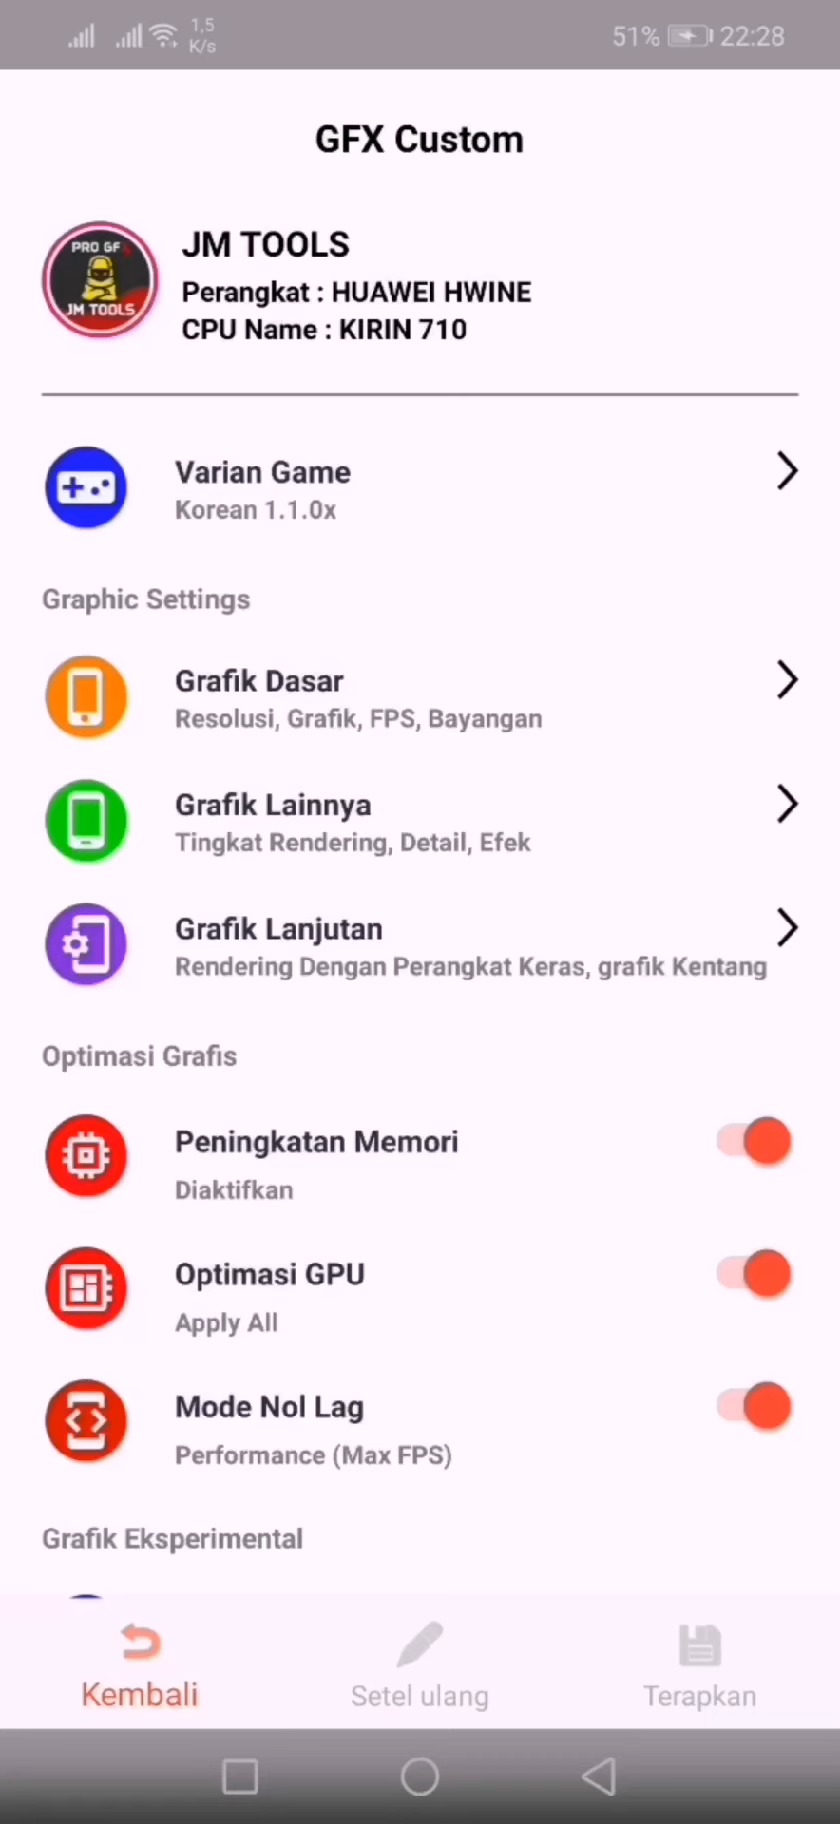 1,5
K/s
51%
22:28
GFX Custom
PRO GF
JM TOOLS
JM TOOLS
Perangkat : HUAWEI HWINE
CPU Name : KIRIN 710
Varian Game
Korean 1.1.0x
Graphic Settings
Grafik Dasar
Resolusi, Grafik, FPS, Bayangan
Grafik Lainnya
Tingkat Rendering, Detail, Efek
Grafik Lanjutan
Rendering Dengan Perangkat Keras, grafik Kentang
Optimasi Grafis
Peningkatan Memori
Diaktifkan
Optimasi GPU
Apply All
Mode Nol Lag
Performance (Max FPS)
Grafik Eksperimental
Kembali
Setel ulang
Terapkan